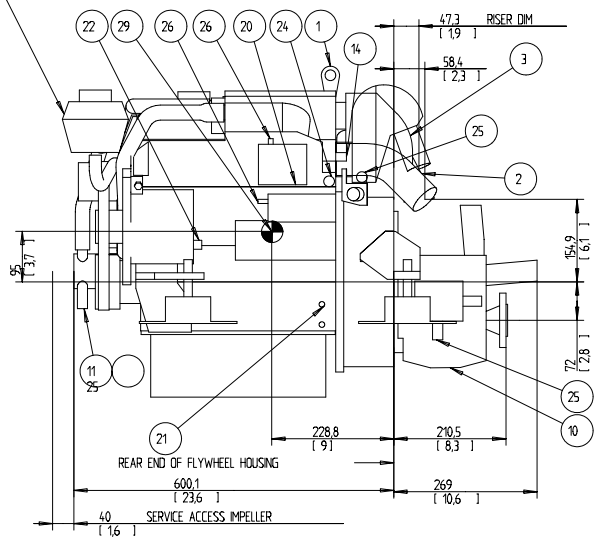 47,3 RISER DIM
[ 1,9 ]
58,4
[ 2,3 ]
22 29 26 26 20 24 1 14 3
25
2
154,9
[ 6,1 ]
95
[ 3,7 ]
72
[ 2,8 ]
11
25
25
10
21
228,8
[ 9 ]
210,5
[ 8,3 ]
REAR END OF FLYWHEEL HOUSING
600,1
[ 23,6 ]
269
[ 10,6 ]
40 SERVICE ACCESS IMPELLER
[ 1,6 ]